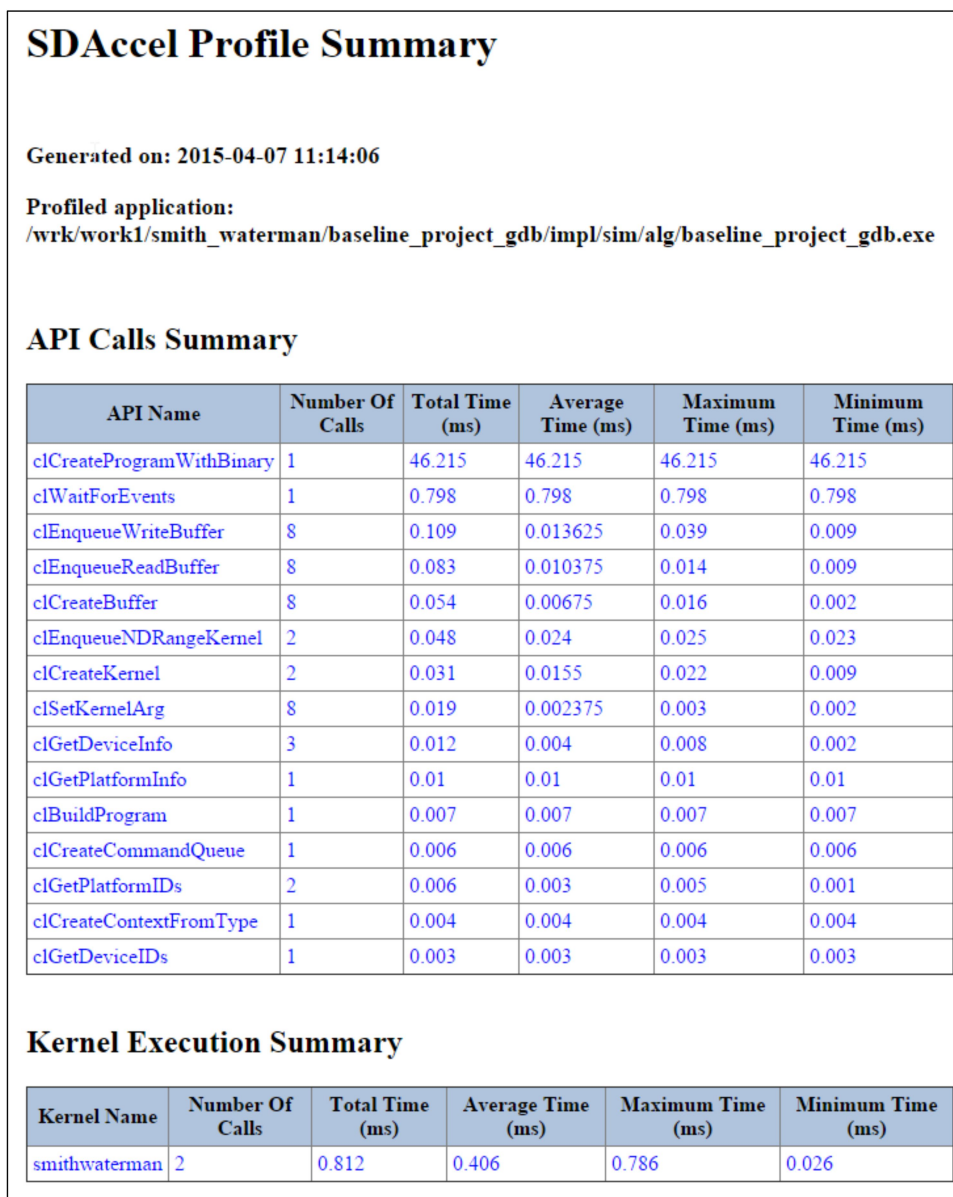 SDAccel Profile Summary
Generated on: 2015-04-07 11:14:06
Profiled application:
/wrk/work1/smith_waterman/baseline_project_gdb/impl/sim/alg/baseline_project_gdb.exe
API Calls Summary
API Name Number Of Calls Total Time (ms) Average Time (ms) Maximum Time (ms) Minimum Time (ms)
clCreateProgramWithBinary 1 46.215 46.215 46.215 46.215
clWaitForEvents 1 0.798 0.798 0.798 0.798
clEnqueueWriteBuffer 8 0.109 0.013625 0.039 0.009
clEnqueueReadBuffer 8 0.083 0.010375 0.014 0.009
clCreateBuffer 8 0.054 0.00675 0.016 0.002
clEnqueueNDRangeKernel 2 0.048 0.024 0.025 0.023
clCreateKernel 2 0.031 0.0155 0.022 0.009
clSetKernelArg 8 0.019 0.002375 0.003 0.002
clGetDeviceInfo 3 0.012 0.004 0.008 0.002
clGetPlatformInfo 1 0.01 0.01 0.01 0.01
clBuildProgram 1 0.007 0.007 0.007 0.007
clCreateCommandQueue 1 0.006 0.006 0.006 0.006
clGetPlatformIDs 2 0.006 0.003 0.005 0.001
clCreateContextFromType 1 0.004 0.004 0.004 0.004
clGetDeviceIDs 1 0.003 0.003 0.003 0.003
Kernel Execution Summary
Kernel Name Number Of Calls Total Time (ms) Average Time (ms) Maximum Time (ms) Minimum Time (ms)
smithwaterman 2 0.812 0.406 0.786 0.026